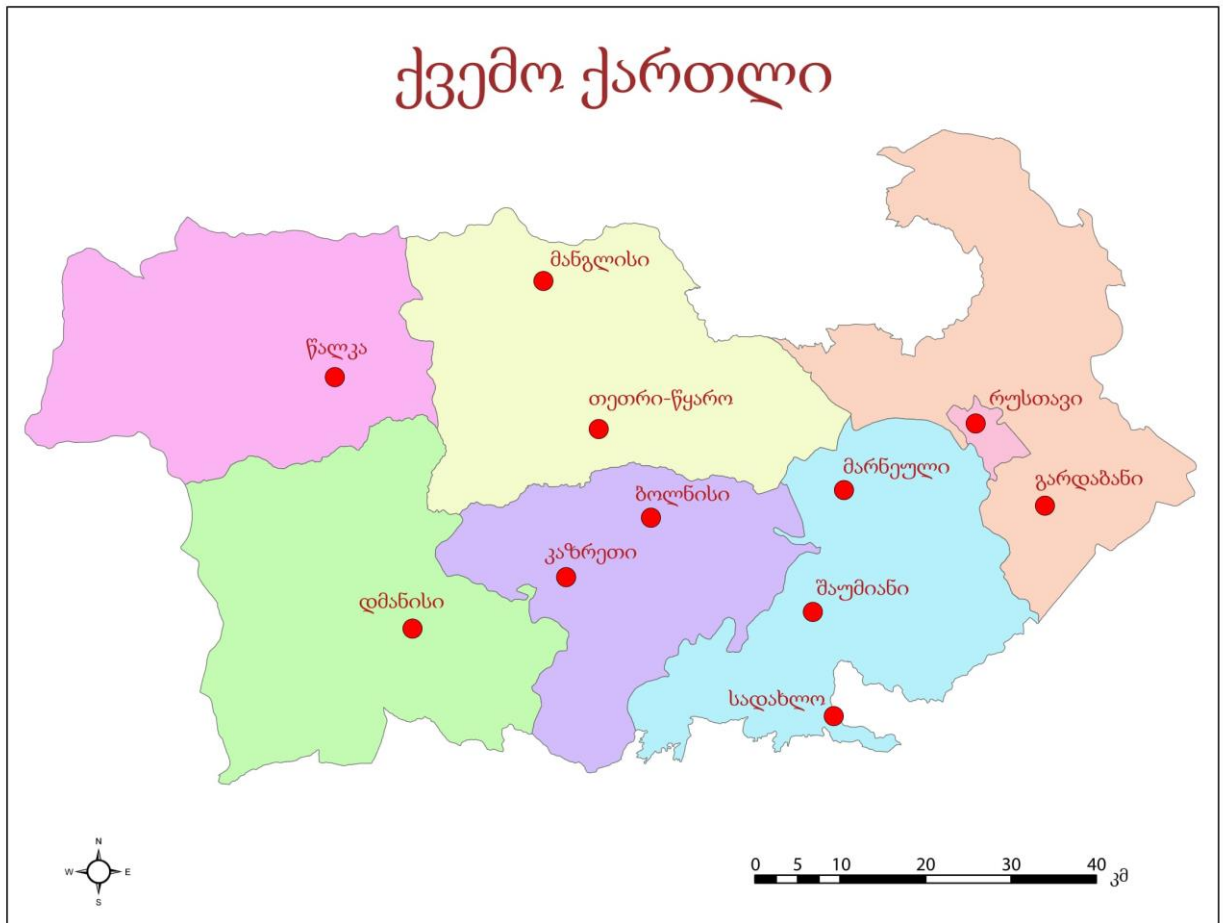 ქვემო ქართლი
მანგლისი
წალკა
თეთრი-წყარო
რუსთავი
მარნეული
გარდაბანი
ბოლნისი
კაზრეთი
დმანისი
შაუმიანი
სადახლო
N
W E
S
0 5 10 20 30 40
კმ